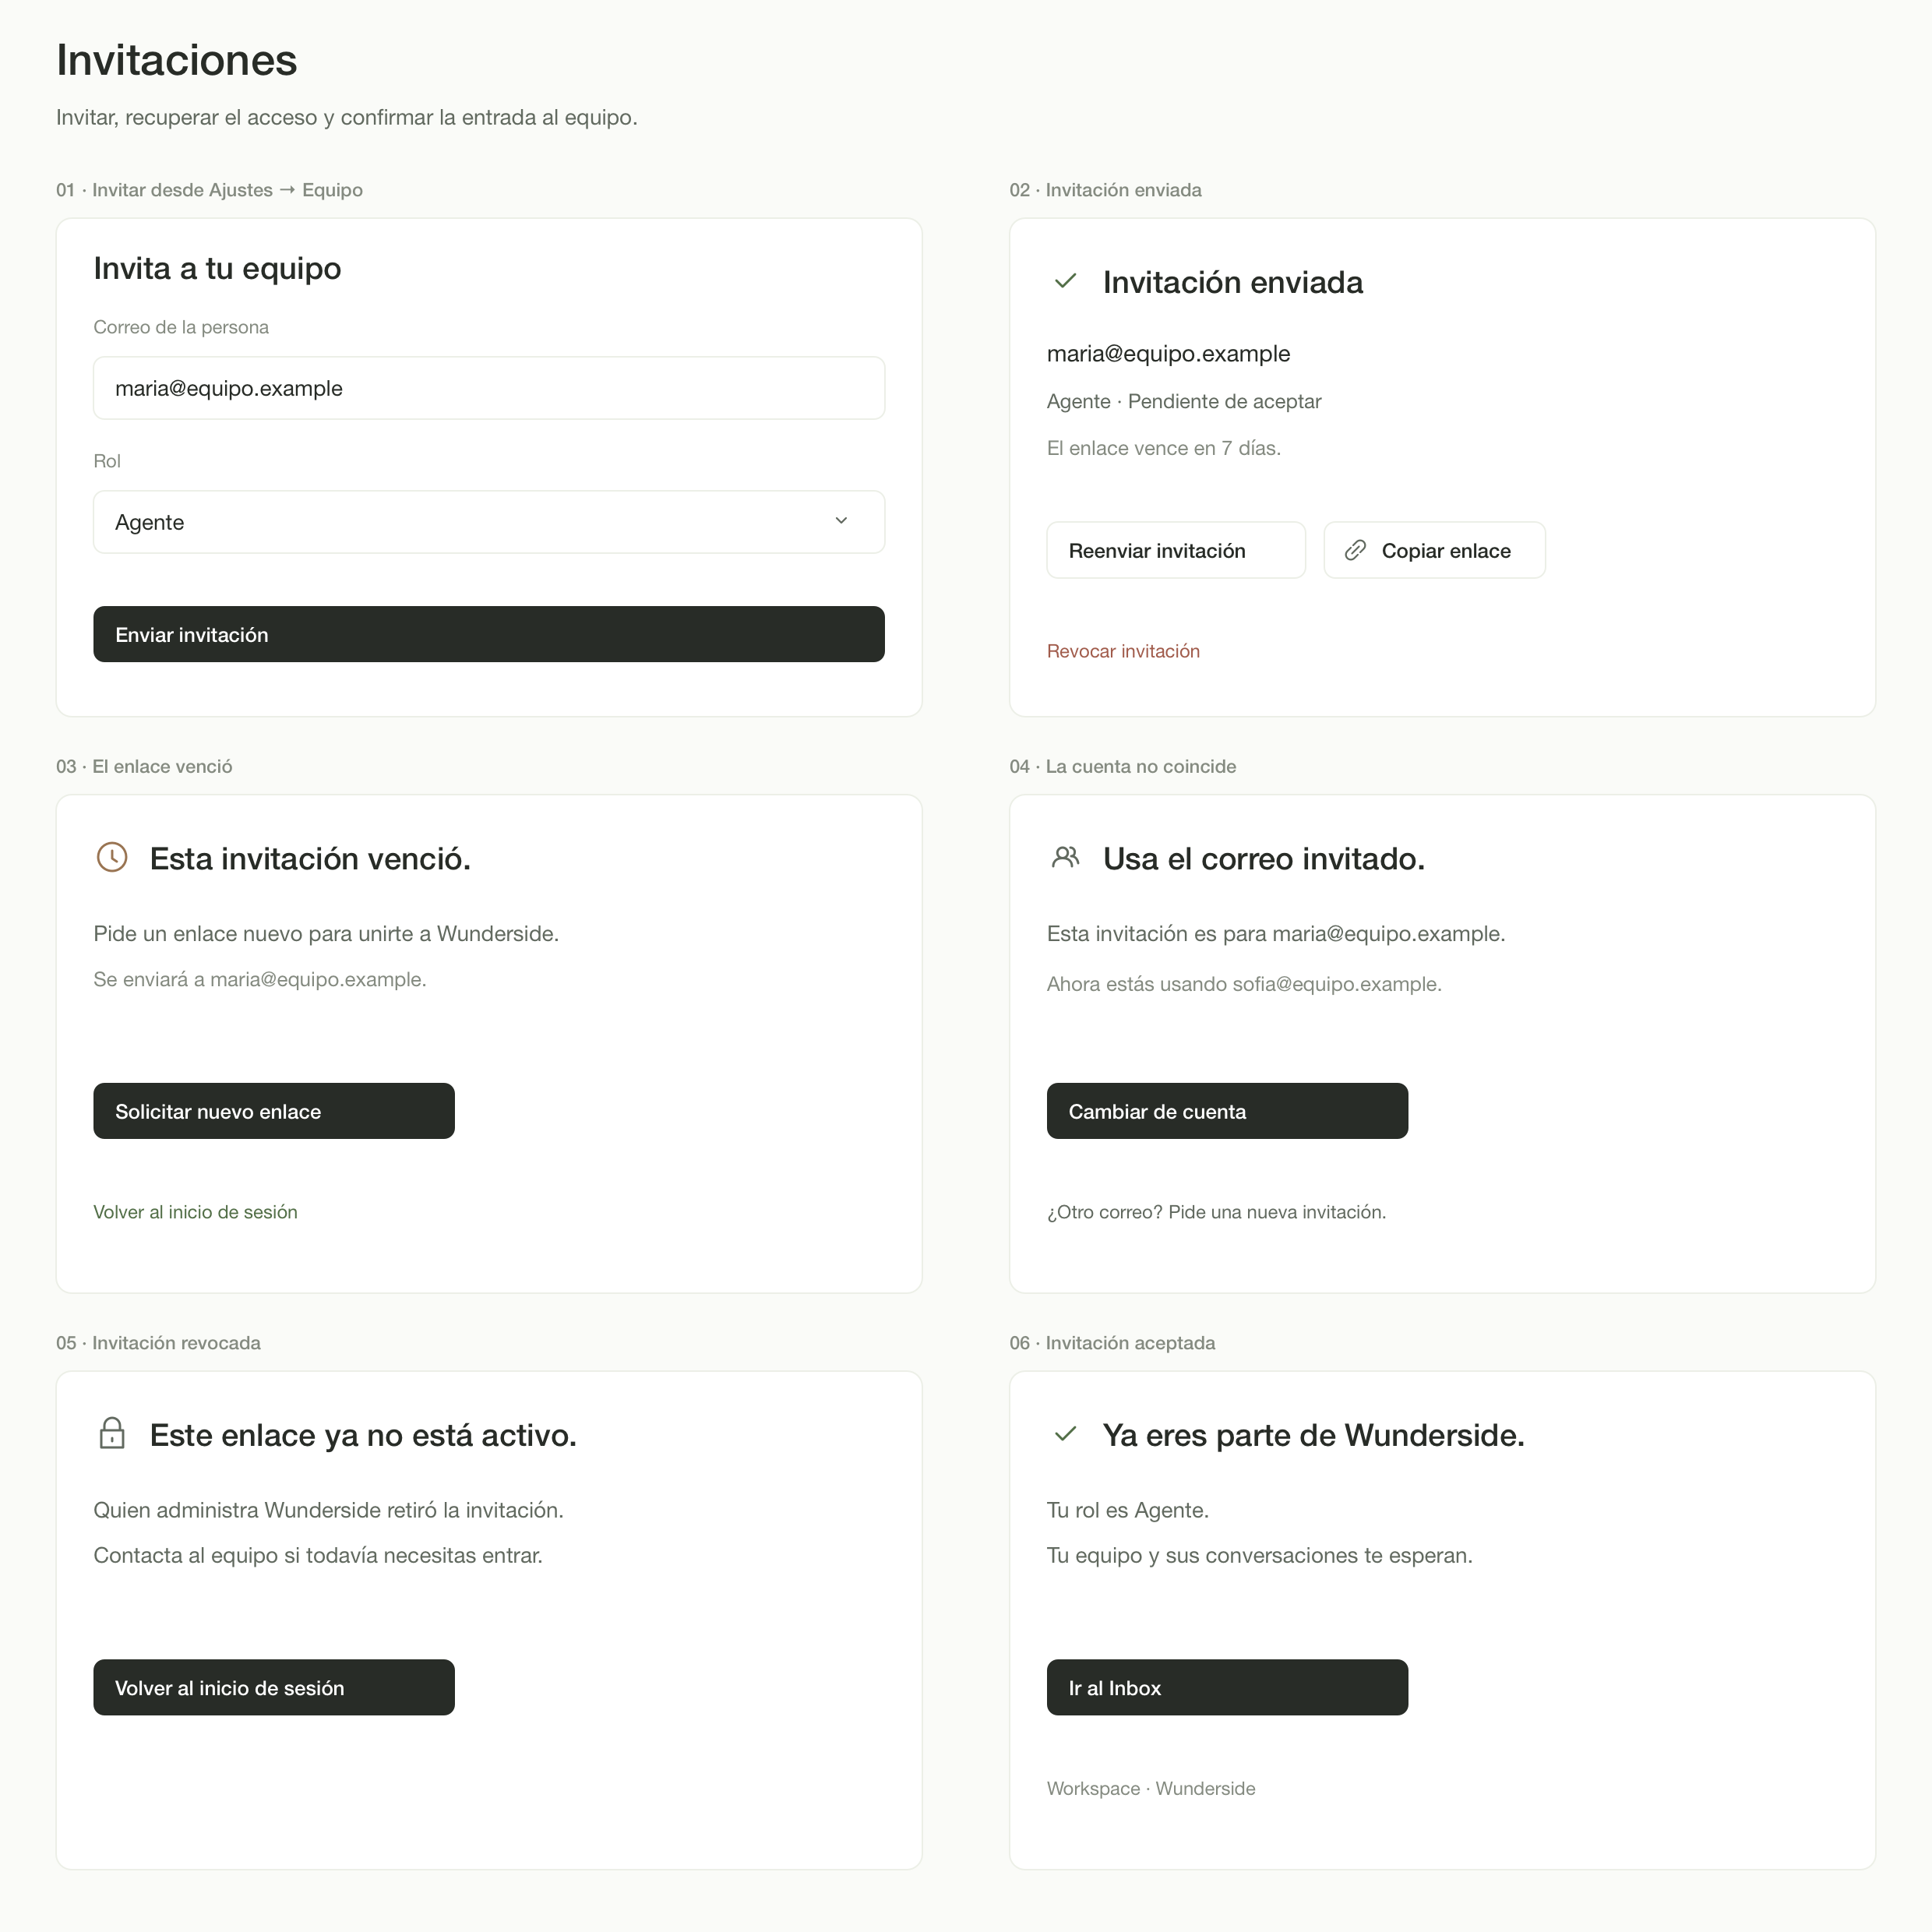 Invitaciones
Invitar, recuperar el acceso y confirmar la entrada al equipo.
01 · Invitar desde Ajustes → Equipo
Invita a tu equipo
Correo de la persona
maria@equipo.example
Rol
Agente
Enviar invitación
02 · Invitación enviada
Invitación enviada
maria@equipo.example
Agente · Pendiente de aceptar
El enlace vence en 7 días.
Reenviar invitación
Copiar enlace
Revocar invitación
03 · El enlace venció
Esta invitación venció.
Pide un enlace nuevo para unirte a Wunderside.
Se enviará a maria@equipo.example.
Solicitar nuevo enlace
Volver al inicio de sesión
04 · La cuenta no coincide
Usa el correo invitado.
Esta invitación es para maria@equipo.example.
Ahora estás usando sofia@equipo.example.
Cambiar de cuenta
¿Otro correo? Pide una nueva invitación.
05 · Invitación revocada
Este enlace ya no está activo.
Quien administra Wunderside retiró la invitación.
Contacta al equipo si todavía necesitas entrar.
Volver al inicio de sesión
06 · Invitación aceptada
Ya eres parte de Wunderside.
Tu rol es Agente.
Tu equipo y sus conversaciones te esperan.
Ir al Inbox
Workspace · Wunderside